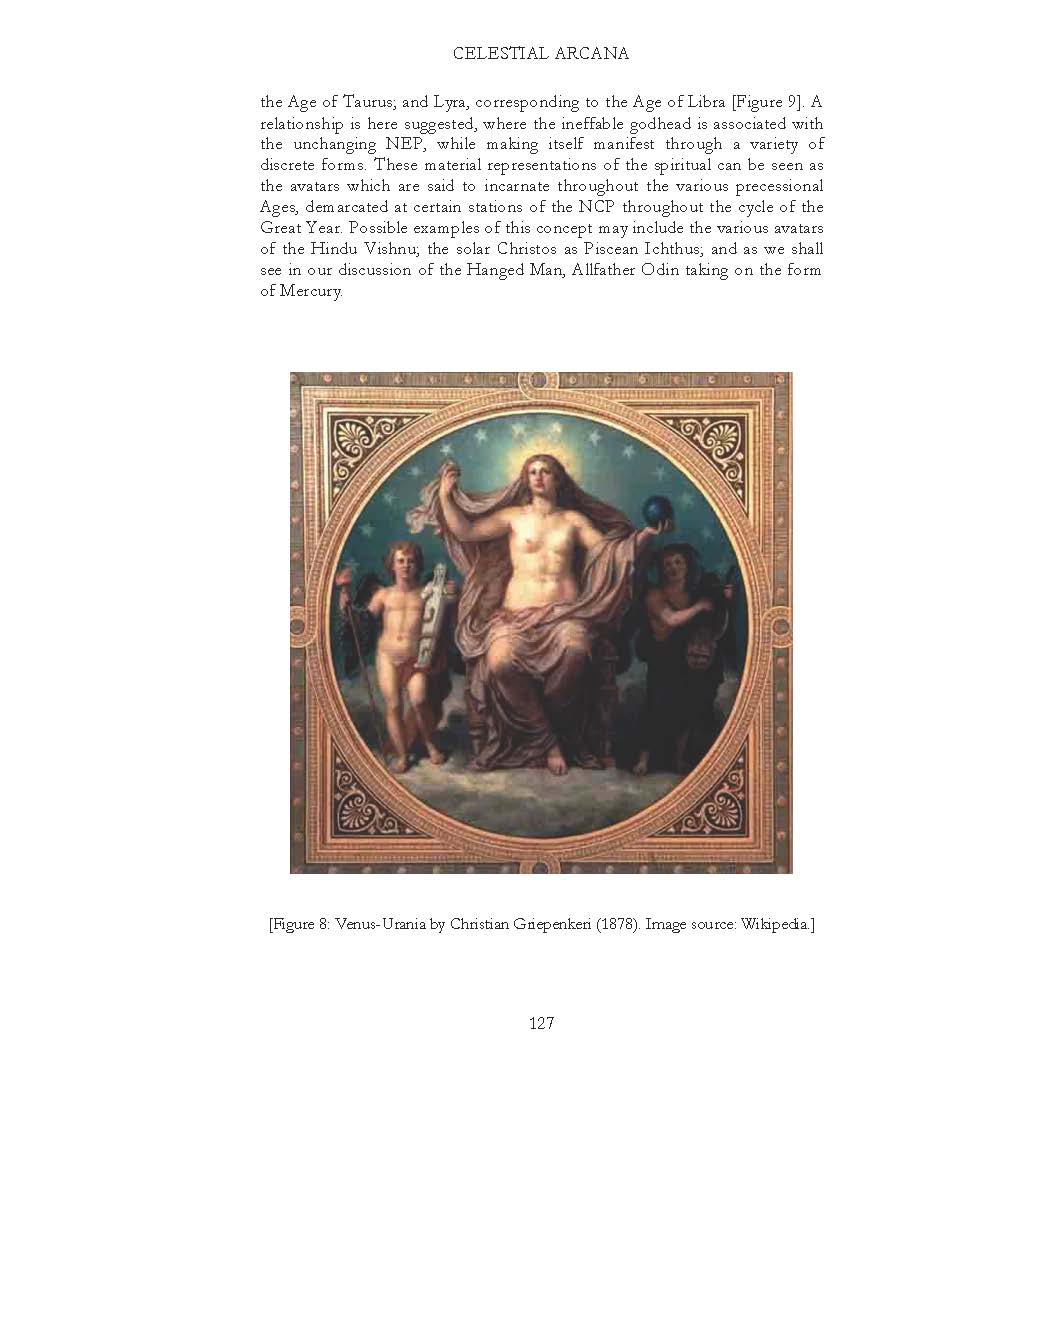 CELESTIAL ARCANA
the Age of Taurus; and Lyra, corresponding to the Age of Libra [Figure 9]. A
relationship is here suggested, where the ineffable godhead is associated with
the unchanging NEP, while making itself manifest through a variety of
discrete forms. These material representations of the spiritual can be seen as
the avatars which are said to incarnate throughout the various precessional
Ages, demarcated at certain stations of the NCP throughout the cycle of the
Great Year. Possible examples of this concept may include the various avatars
of the Hindu Vishnu; the solar Christos as Piscean Ichthus; and as we shall
see in our discussion of the Hanged Man, Allfather Odin taking on the form
of Mercury.
[Figure 8: Venus-Urania by Christian Griepenkeri (1878). Image source: Wikipedia.]
127